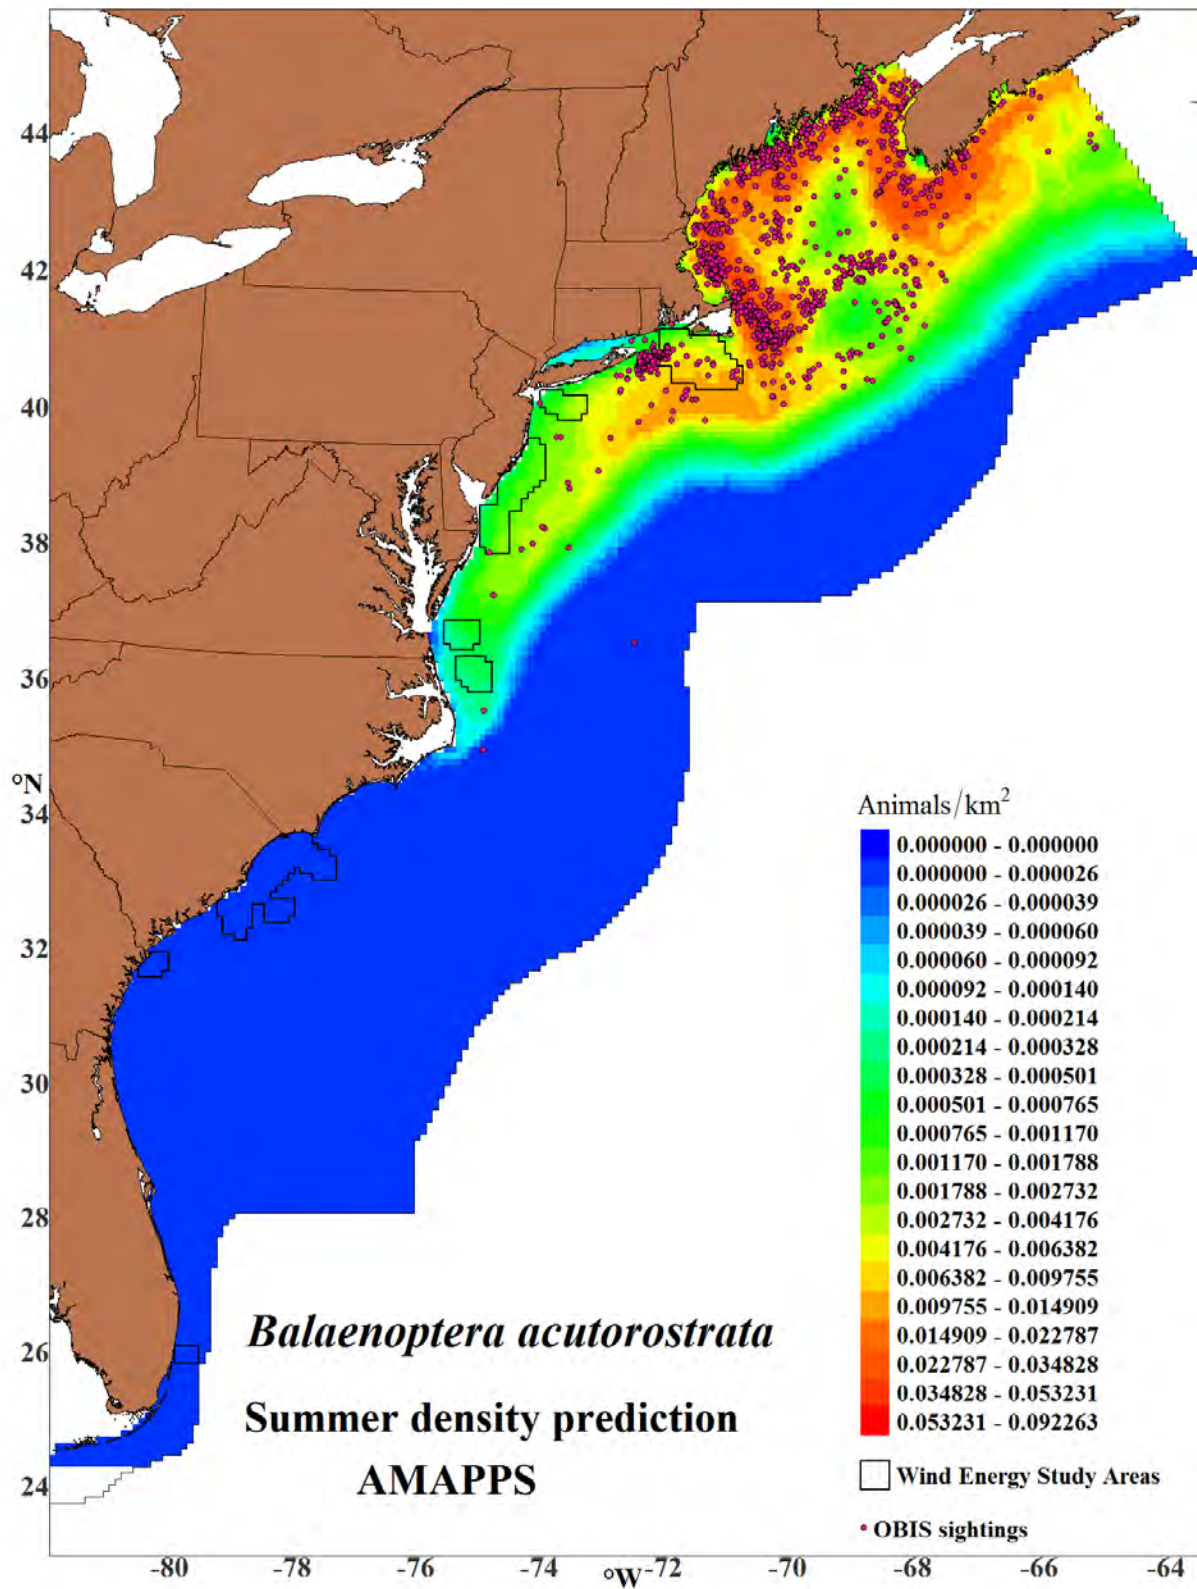 44
42
40
38
36
°N
34
32
30
28
26
24
Animals/km²
0.000000 - 0.000000
0.000000 - 0.000026
0.000026 - 0.000039
0.000039 - 0.000060
0.000060 - 0.000092
0.000092 - 0.000140
0.000140 - 0.000214
0.000214 - 0.000328
0.000328 - 0.000501
0.000501 - 0.000765
0.000765 - 0.001170
0.001170 - 0.001788
0.001788 - 0.002732
0.002732 - 0.004176
0.004176 - 0.006382
0.006382 - 0.009755
0.009755 - 0.014909
0.014909 - 0.022787
0.022787 - 0.034828
0.034828 - 0.053231
0.053231 - 0.092263
Wind Energy Study Areas
OBIS sightings
Balaenoptera acutorostrata
Summer density prediction
AMAPPS
-80 -78 -76 -74 °W -72 -70 -68 -66 -64